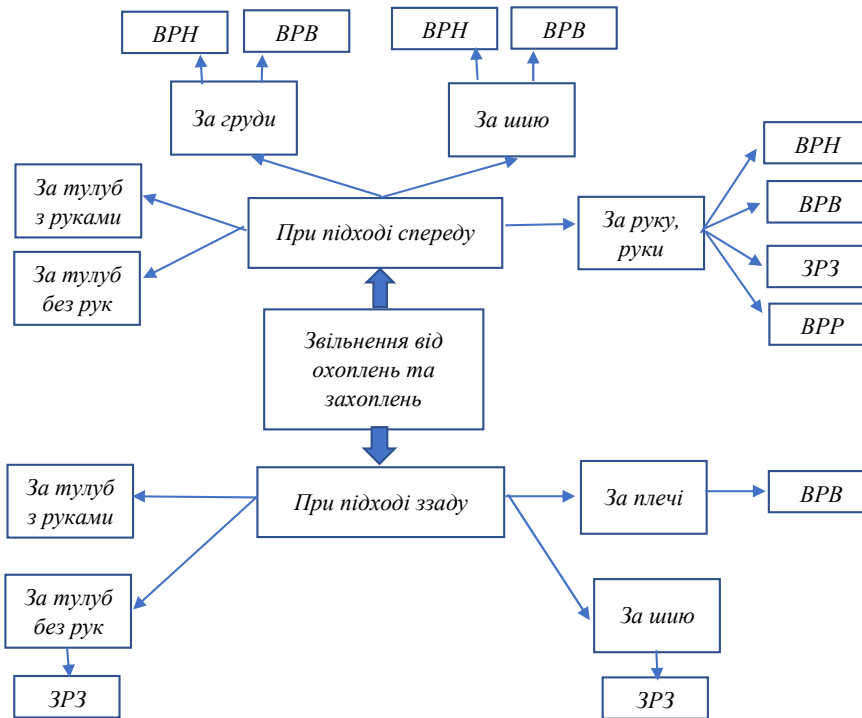 ВРН
ВРВ
ВРН
ВРВ
За груди
За шию
ВРН
За тулуб
з руками
При підході спереду
За руку,
руки
ВРВ
За тулуб
без рук
ЗРЗ
ВРР
Звільнення від
охоплень та
захоплень
За тулуб
з руками
При підході ззаду
За плечі
ВРВ
За тулуб
без рук
За шию
ЗРЗ
ЗРЗ